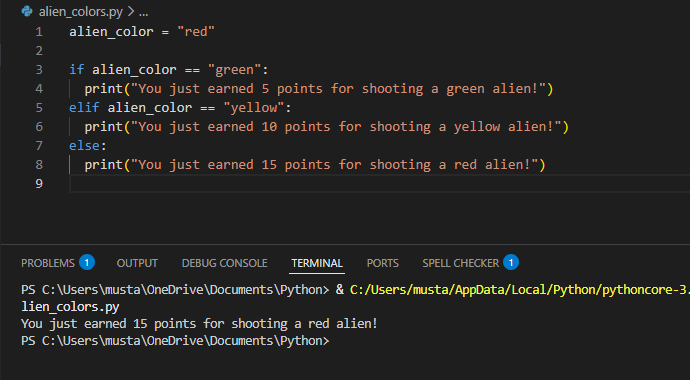 alien_colors.py > ...
1 alien_color = "red"
2
3 if alien_color == "green":
4 print("You just earned 5 points for shooting a green alien!")
5 elif alien_color == "yellow":
6 print("You just earned 10 points for shooting a yellow alien!")
7 else:
8 print("You just earned 15 points for shooting a red alien!")
9
PROBLEMS 1 OUTPUT DEBUG CONSOLE TERMINAL PORTS SPELL CHECKER 1
PS C:\Users\musta\OneDrive\Documents\Python> & C:/Users/musta/AppData/Local/Python/pythoncore-3.
lien_colors.py
You just earned 15 points for shooting a red alien!
PS C:\Users\musta\OneDrive\Documents\Python>